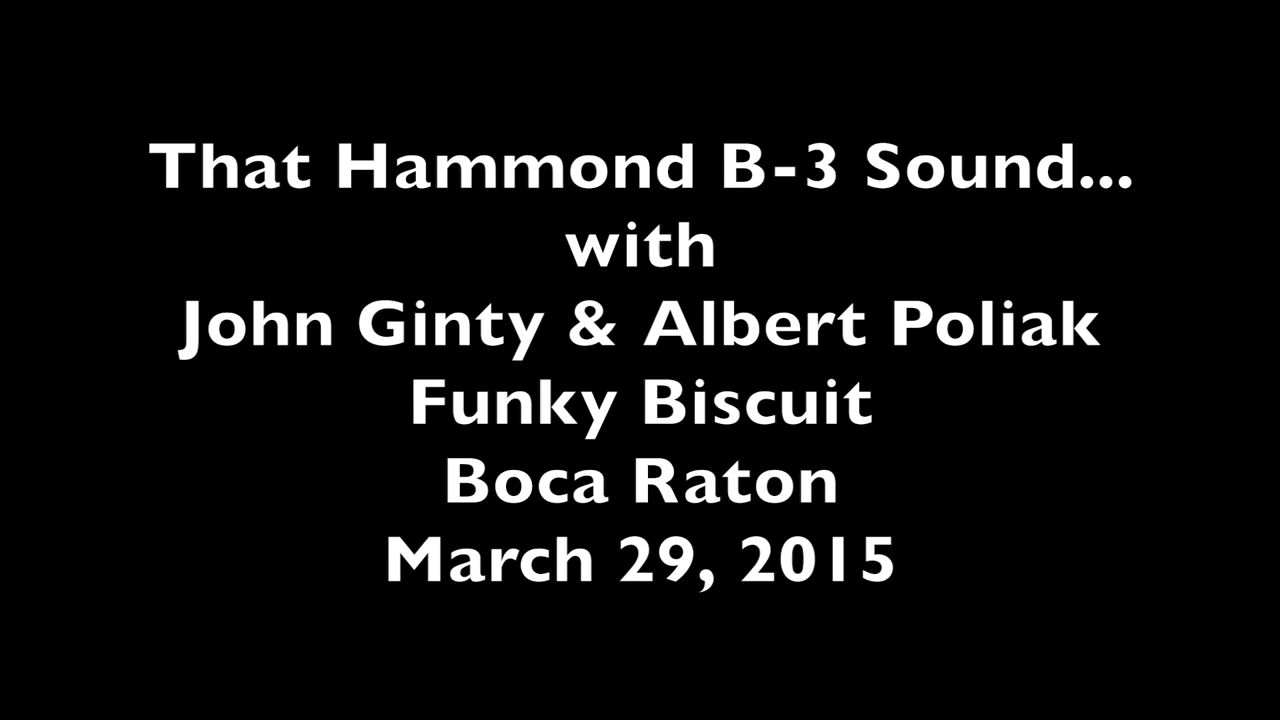 That Hammond B-3 Sound...
with
John Ginty & Albert Poliak
Funky Biscuit
Boca Raton
March 29, 2015